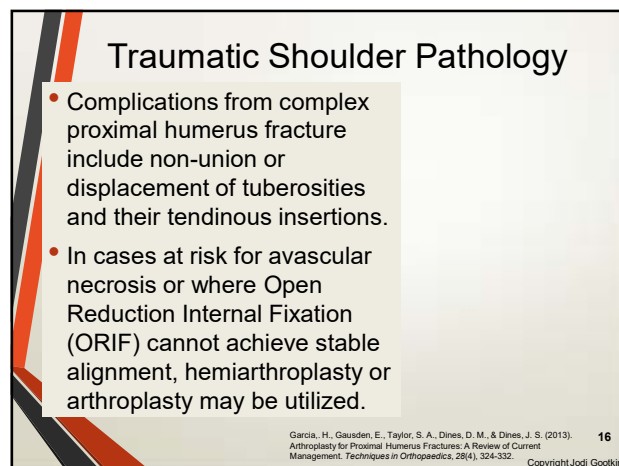 Traumatic Shoulder Pathology
• Complications from complex
proximal humerus fracture
include non-union or
displacement of tuberosities
and their tendinous insertions.
• In cases at risk for avascular
necrosis or where Open
Reduction Internal Fixation
(ORIF) cannot achieve stable
alignment, hemiarthroplasty or
arthroplasty may be utilized.
Garcia,. H., Gausden, E., Taylor, S. A., Dines, D. M., & Dines, J. S. (2013).
Arthroplasty for Proximal Humerus Fractures: A Review of Current
Management. Techniques in Orthopaedics, 28(4), 324-332.
16
Copyright Jodi Gootkin